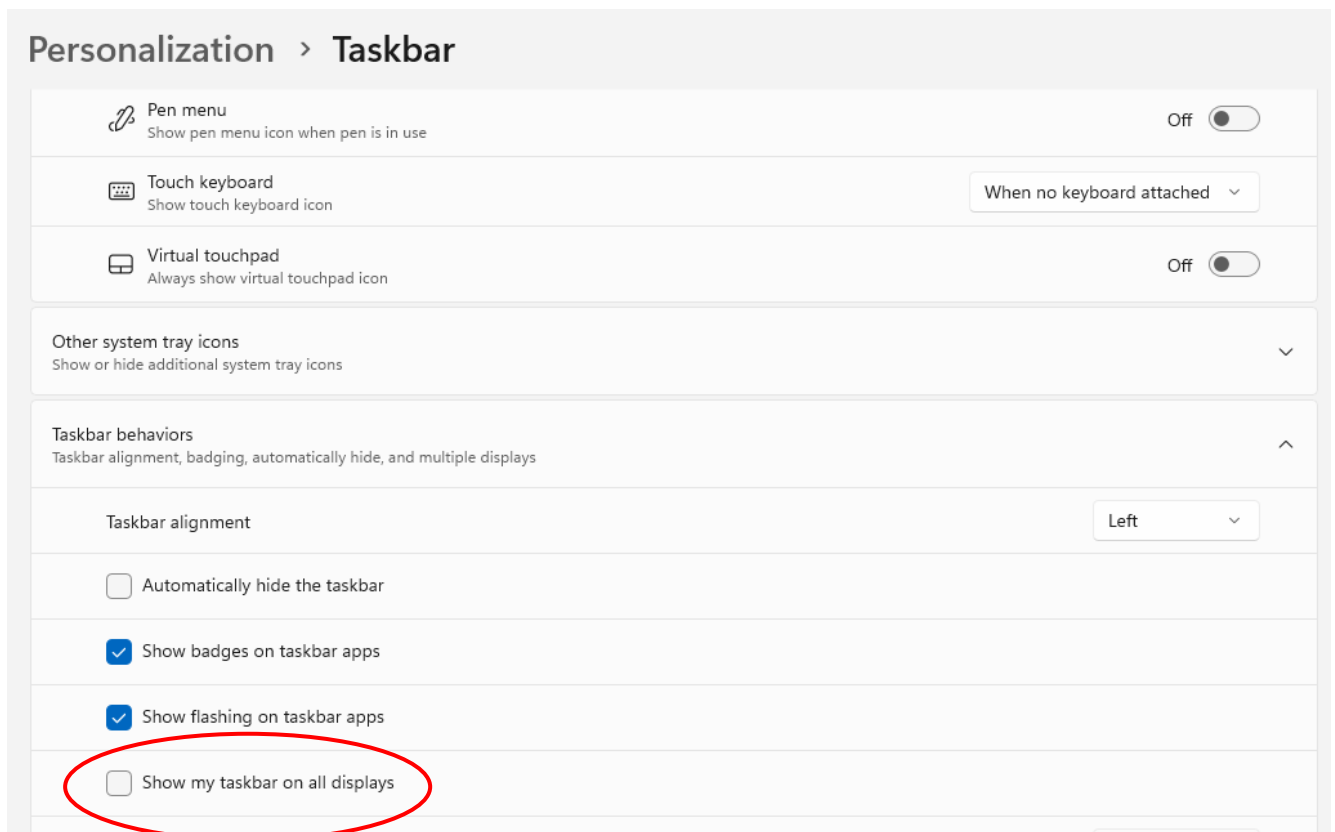 Personalization > Taskbar
Pen menu
Show pen menu icon when pen is in use
Off
Touch keyboard
Show touch keyboard icon
When no keyboard attached
Virtual touchpad
Always show virtual touchpad icon
Off
Other system tray icons
Show or hide additional system tray icons
Taskbar behaviors
Taskbar alignment, badging, automatically hide, and multiple displays
Taskbar alignment
Left
Automatically hide the taskbar
Show badges on taskbar apps
Show flashing on taskbar apps
Show my taskbar on all displays